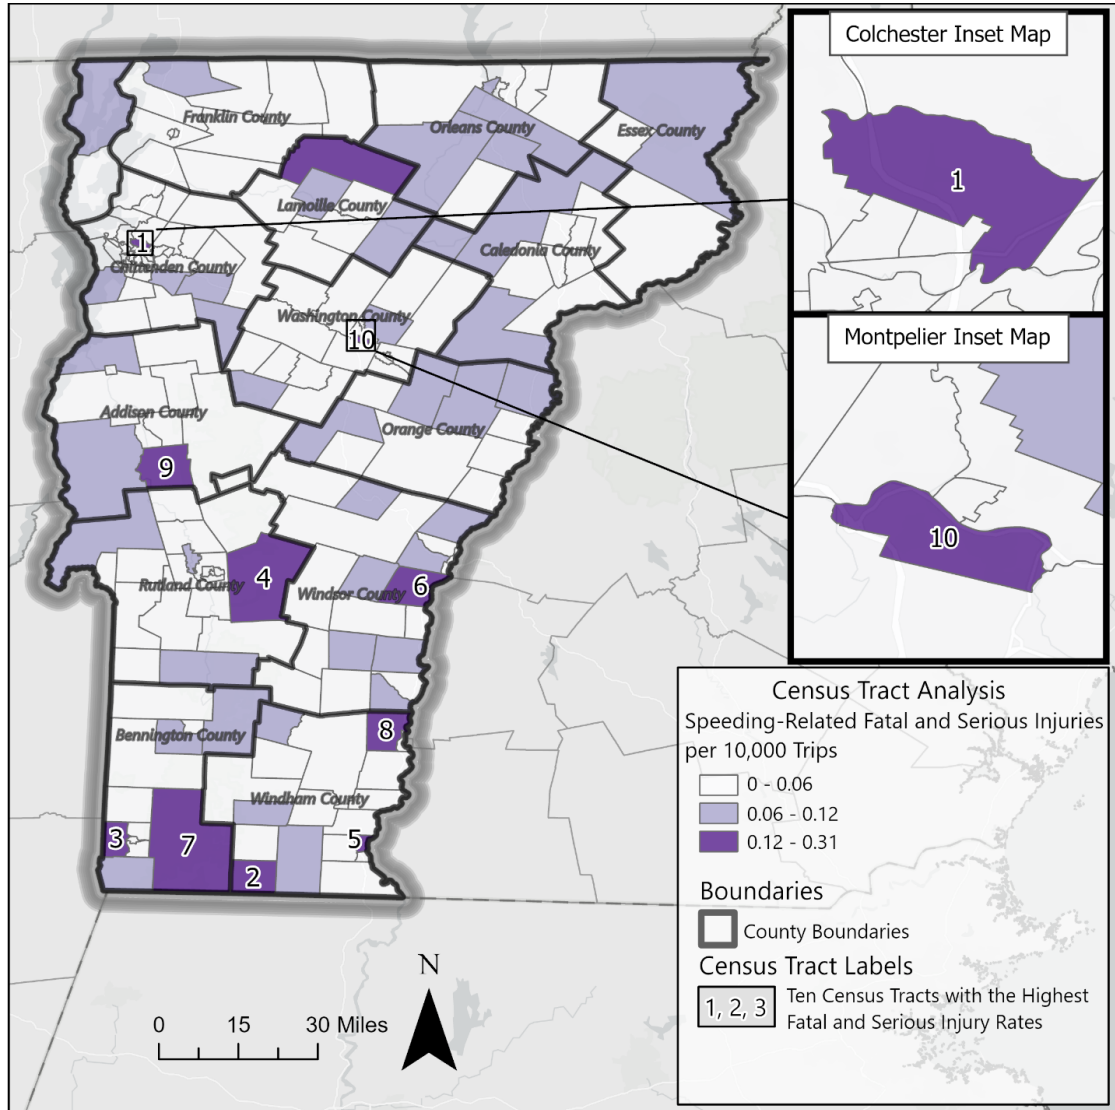 Colchester Inset Map
1
Montpelier Inset Map
10
Franklin County
Orleans County
Essex County
Lamoille County
1
Chittenden County
Caledonia County
Washington County
10
Addison County
Orange County
9
4
Rutland County
Windsor County
6
8
Bennington County
Windham County
3
7
5
2
Census Tract Analysis
Speeding-Related Fatal and Serious Injuries
per 10,000 Trips
0 - 0.06
0.06 - 0.12
0.12 - 0.31
Boundaries
County Boundaries
Census Tract Labels
1, 2, 3
Ten Census Tracts with the Highest
Fatal and Serious Injury Rates
N
0 15 30 Miles